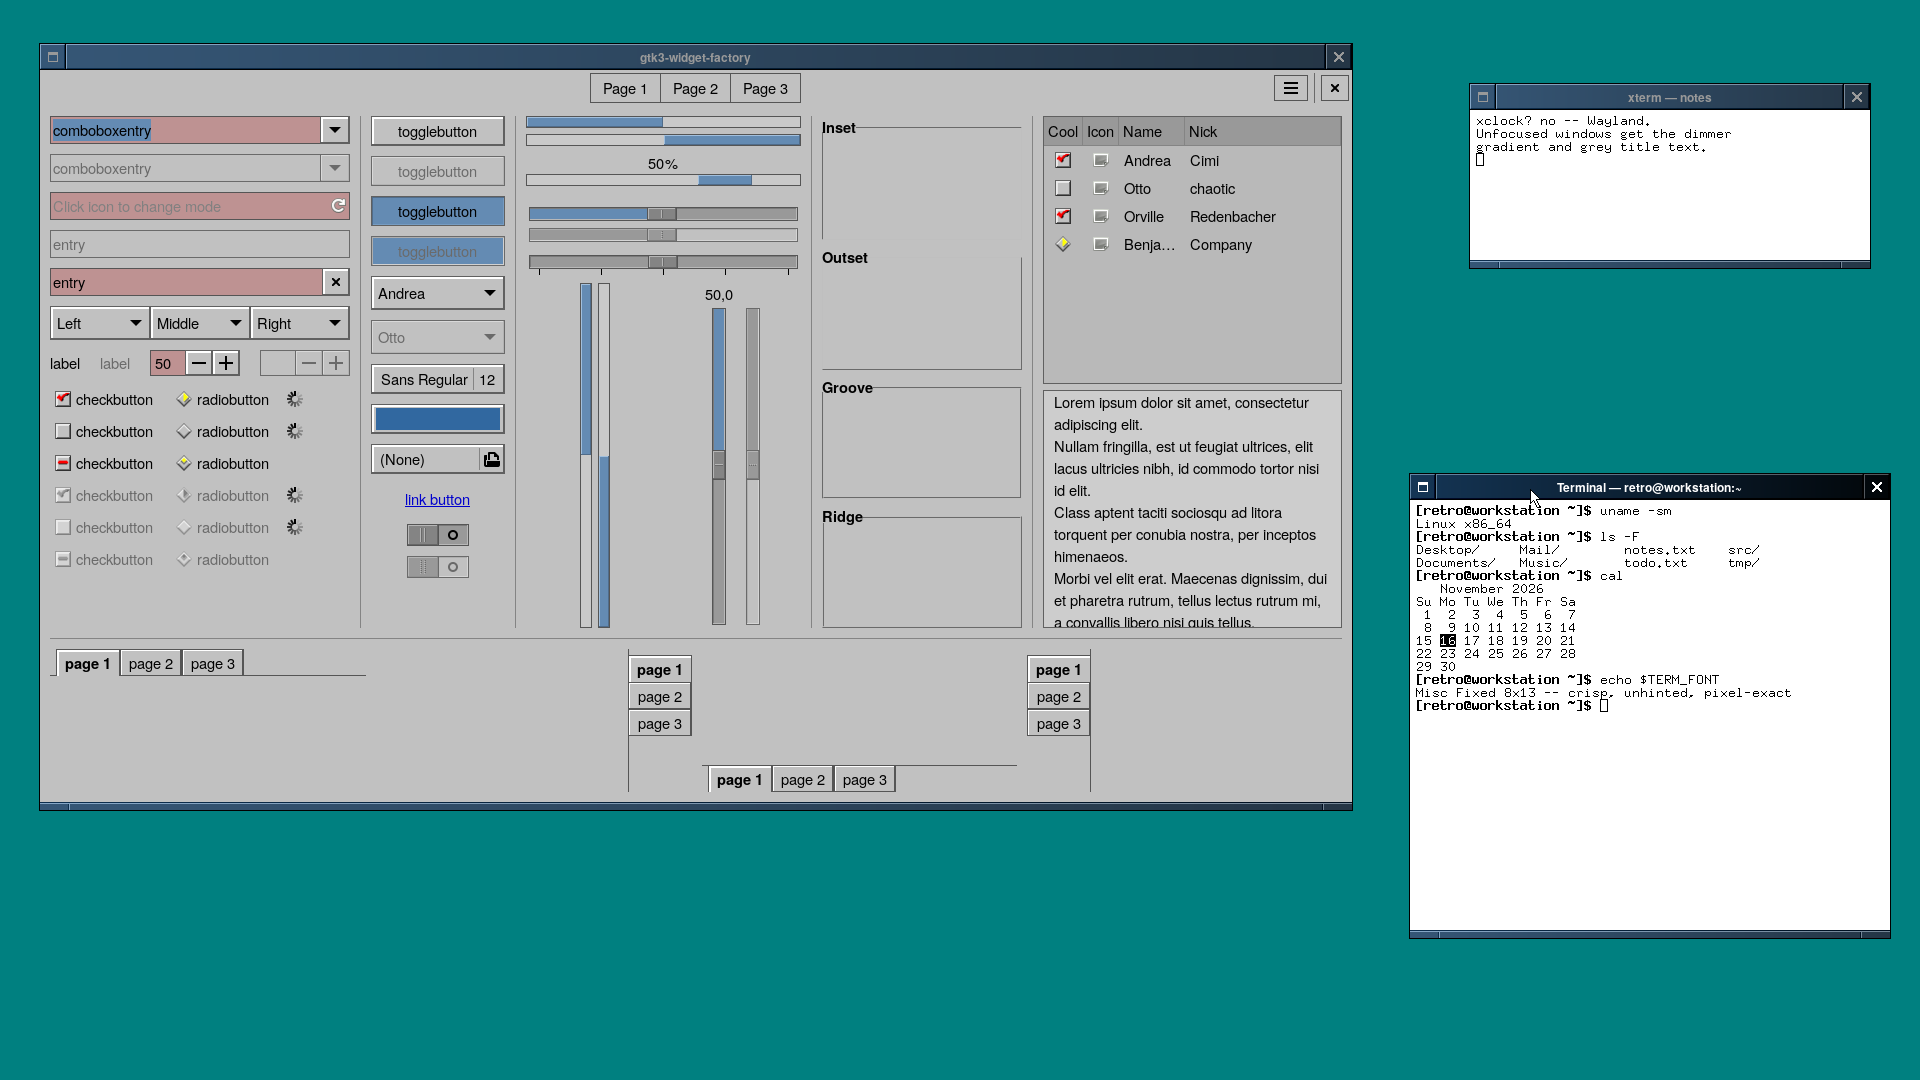 gtk3-widget-factory
Page 1 Page 2 Page 3
comboboxentry
comboboxentry
Click icon to change mode
entry
entry
Left Middle Right
label label 50
checkbutton radiobutton
checkbutton radiobutton
checkbutton radiobutton
checkbutton radiobutton
checkbutton radiobutton
checkbutton radiobutton
togglebutton
togglebutton
togglebutton
togglebutton
Andrea
Otto
Sans Regular 12
(None)
link button
50%
50,0
Inset
Outset
Groove
Ridge
Cool Icon Name Nick
Andrea Cimi
Otto chaotic
Orville Redenbacher
Benja... Company
Lorem ipsum dolor sit amet, consectetur
adipiscing elit.
Nullam fringilla, est ut feugiat ultrices, elit
lacus ultricies nibh, id commodo tortor nisi
id elit.
Class aptent taciti sociosqu ad litora
torquent per conubia nostra, per inceptos
himenaeos.
Morbi vel elit erat. Maecenas dignissim, dui
et pharetra rutrum, tellus lectus rutrum mi,
a convallis libero nisi quis tellus.
page 1 page 2 page 3
page 1
page 2
page 3
page 1 page 2 page 3
page 1
page 2
page 3
xterm — notes
xclock? no -- Wayland.
Unfocused windows get the dimmer
gradient and grey title text.
Terminal — retro@workstation:~
[retro@workstation ~]$ uname -sm
Linux x86_64
[retro@workstation ~]$ ls -F
Desktop/ Mail/ notes.txt src/
Documents/ Music/ todo.txt tmp/
[retro@workstation ~]$ cal
November 2026
Su Mo Tu We Th Fr Sa
1 2 3 4 5 6 7
8 9 10 11 12 13 14
15 16 17 18 19 20 21
22 23 24 25 26 27 28
29 30
[retro@workstation ~]$ echo $TERM_FONT
Misc Fixed 8x13 -- crisp, unhinted, pixel-exact
[retro@workstation ~]$